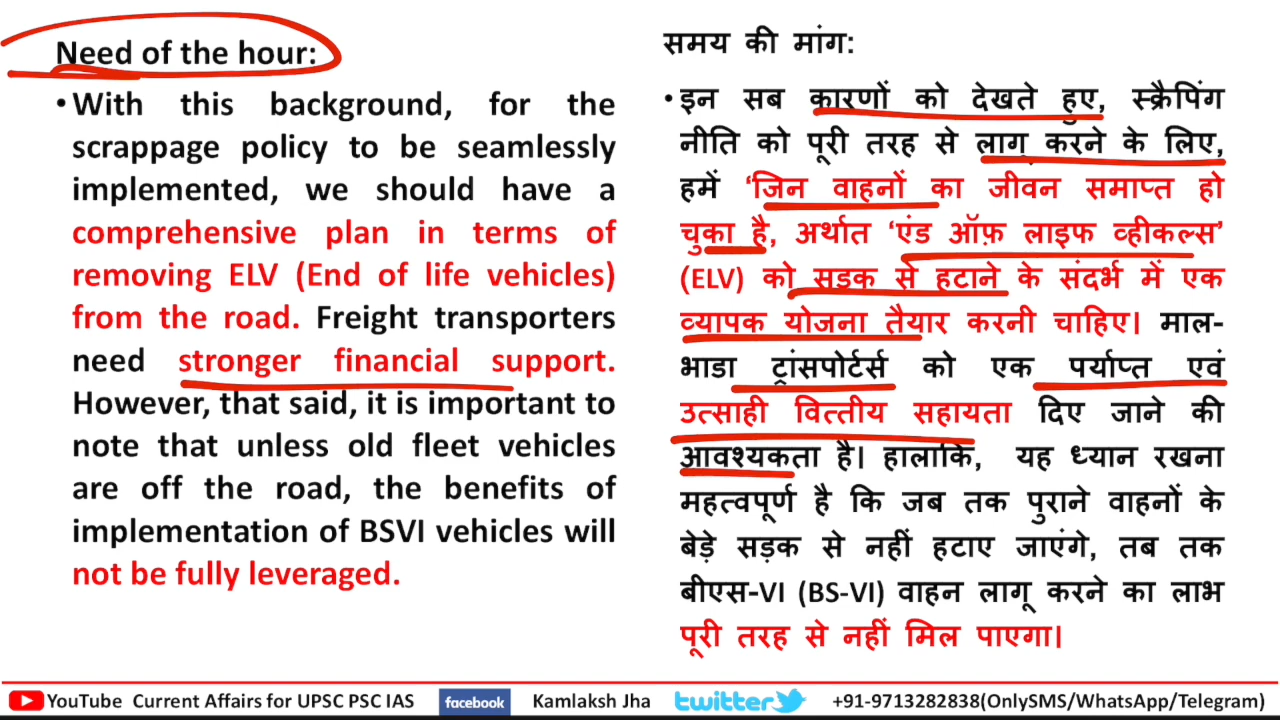 Need of the hour:
• With this background, for the
scrappage policy to be seamlessly
implemented, we should have a
comprehensive plan in terms of
removing ELV (End of life vehicles)
from the road. Freight transporters
need stronger financial support.
However, that said, it is important to
note that unless old fleet vehicles
are off the road, the benefits of
implementation of BSVI vehicles will
not be fully leveraged.
समय की मांग:
• इन सब कारणों को देखते हुए, स्क्रैपिंग
नीति को पूरी तरह से लागू करने के लिए,
हमें ‘जिन वाहनों का जीवन समाप्त हो
चुका है, अर्थात ‘एंड ऑफ़ लाइफ व्हीकल्स’
(ELV) को सडक से हटाने के संदर्भ में एक
व्यापक योजना तैयार करनी चाहिए। माल-
भाडा ट्रांसपोर्टर्स को एक पर्याप्त एवं
उत्साही वित्तीय सहायता दिए जाने की
आवश्यकता है। हालांकि, यह ध्यान रखना
महत्वपूर्ण है कि जब तक पुराने वाहनों के
बेड़े सड़क से नहीं हटाए जाएंगे, तब तक
बीएस-VI (BS-VI) वाहन लागू करने का लाभ
पूरी तरह से नहीं मिल पाएगा।
YouTube Current Affairs for UPSC PSC IAS facebook Kamlaksh Jha twitter +91-9713282838(OnlySMS/WhatsApp/Telegram)